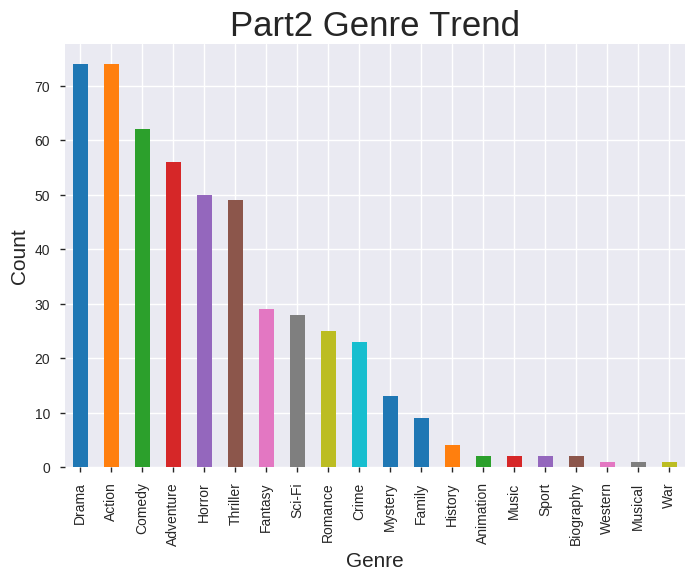 Part2 Genre Trend
Count
70
60
50
40
30
20
10
0
Drama
Action
Comedy
Adventure
Horror
Thriller
Fantasy
Sci-Fi
Romance
Crime
Mystery
Family
History
Animation
Music
Sport
Biography
Western
Musical
War
Genre